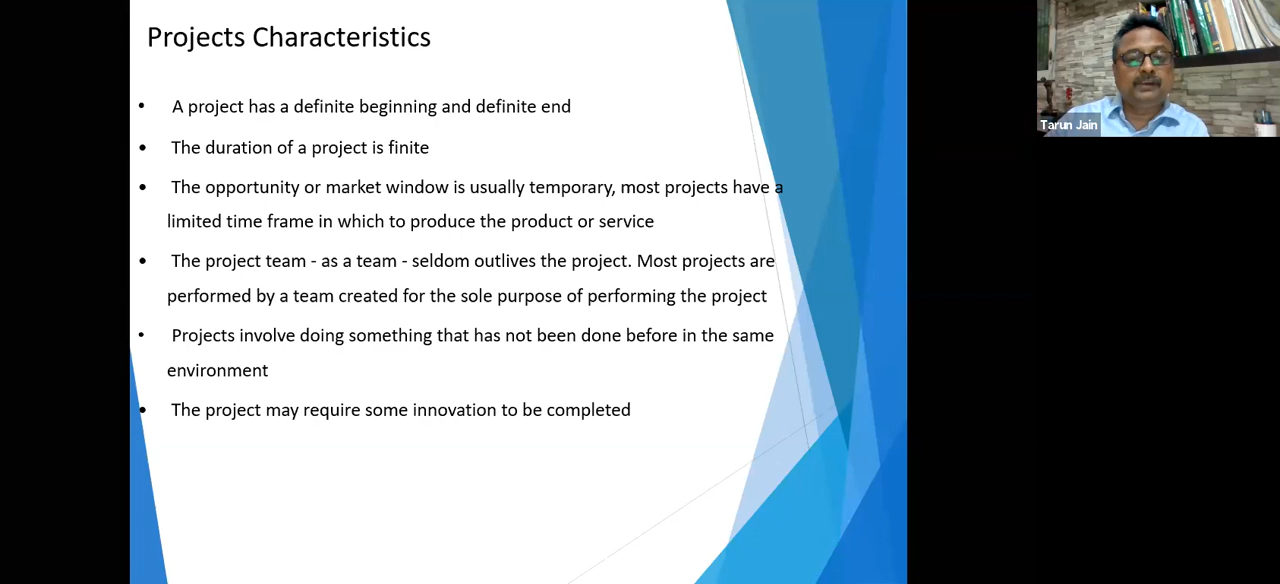 Projects Characteristics
• A project has a definite beginning and definite end
• The duration of a project is finite
• The opportunity or market window is usually temporary, most projects have a
limited time frame in which to produce the product or service
• The project team - as a team - seldom outlives the project. Most projects are
performed by a team created for the sole purpose of performing the project
• Projects involve doing something that has not been done before in the same
environment
• The project may require some innovation to be completed
Tarun Jain